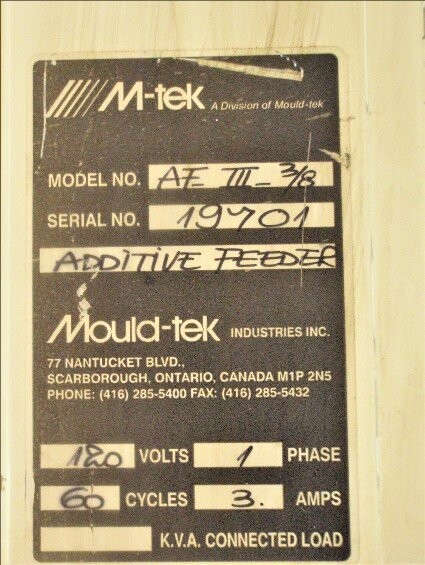 M-tek A Division of Mould-tek
MODEL NO. AF III - 3/8
SERIAL NO. 19701
ADDITIVE FEEDER
Mould-tek INDUSTRIES INC.
77 NANTUCKET BLVD.,
SCARBOROUGH, ONTARIO, CANADA M1P 2N5
PHONE: (416) 285-5400 FAX: (416) 285-5432
120 VOLTS 1 PHASE
60 CYCLES 3. AMPS
K.V.A. CONNECTED LOAD